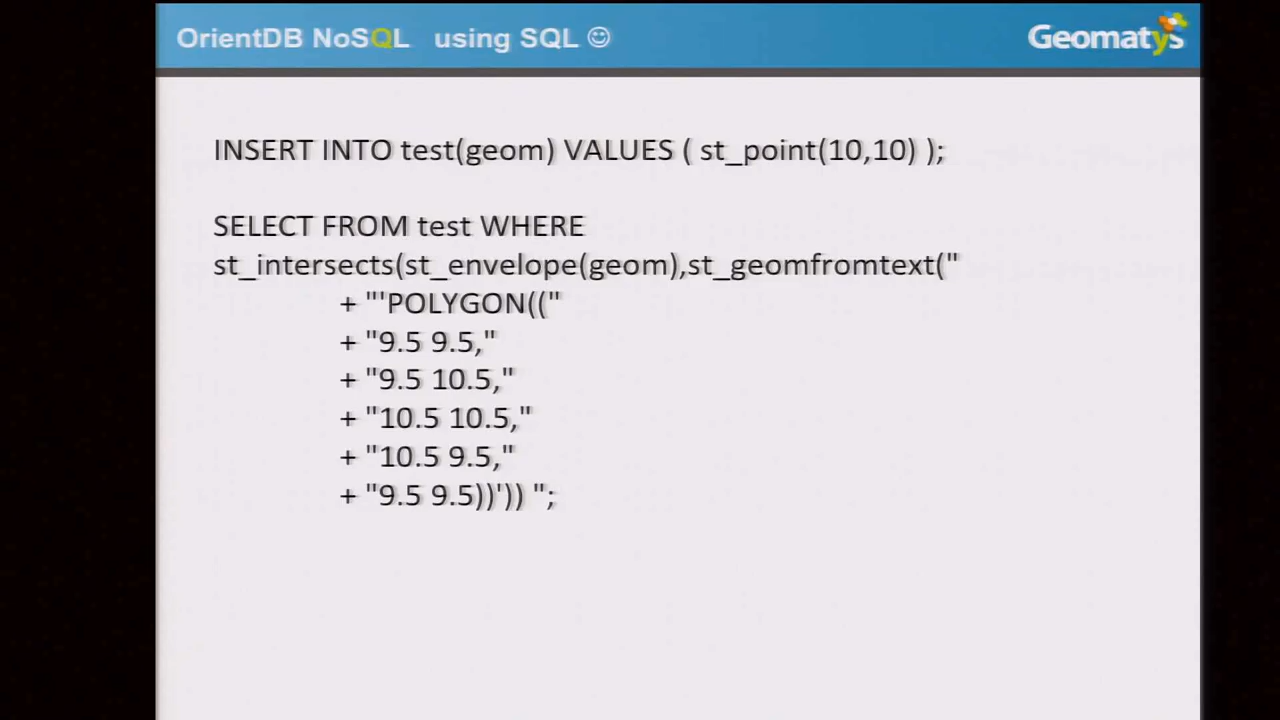 OrientDB NoSQL using SQL ☺
Geomatys
INSERT INTO test(geom) VALUES ( st_point(10,10) );
SELECT FROM test WHERE
st_intersects(st_envelope(geom),st_geomfromtext("
+ "'POLYGON(("
+ "9.5 9.5,"
+ "9.5 10.5,"
+ "10.5 10.5,"
+ "10.5 9.5,"
+ "9.5 9.5))')) ";